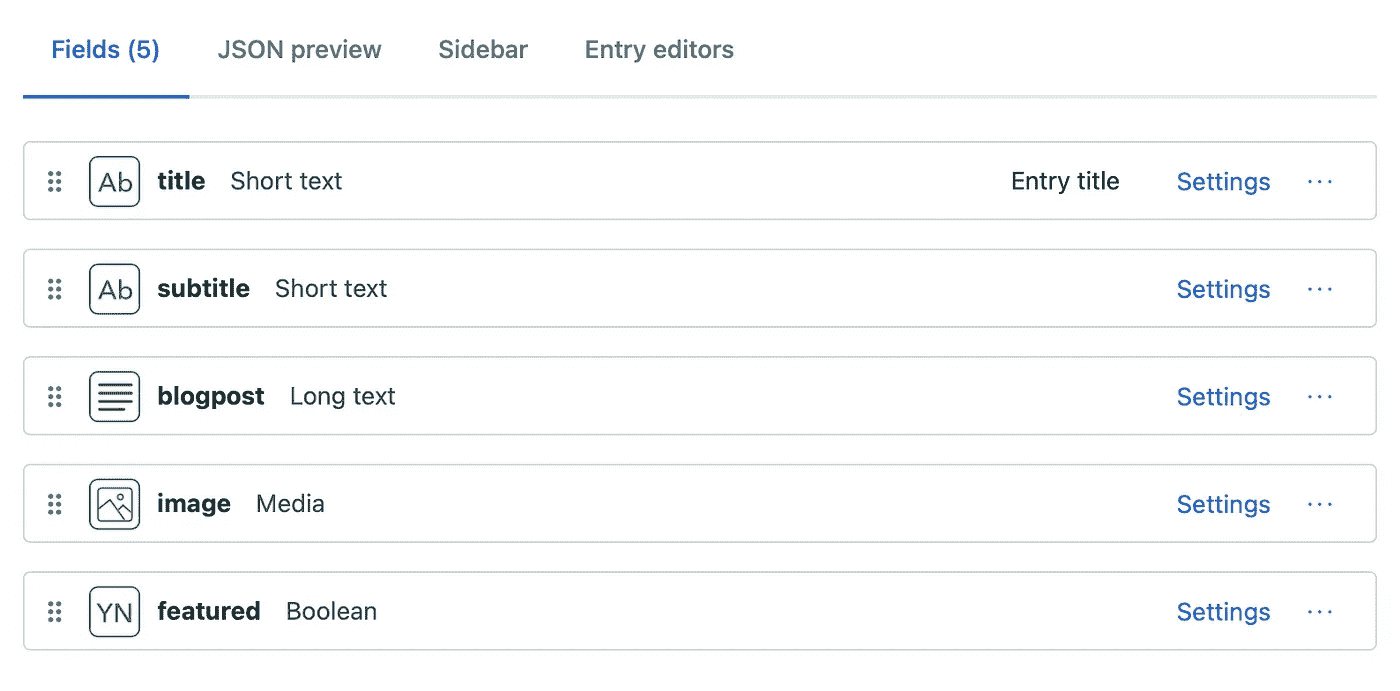 Fields (5) JSON preview Sidebar Entry editors
Ab title Short text Entry title Settings ···
Ab subtitle Short text Settings ···
blogpost Long text Settings ···
image Media Settings ···
YN featured Boolean Settings ···